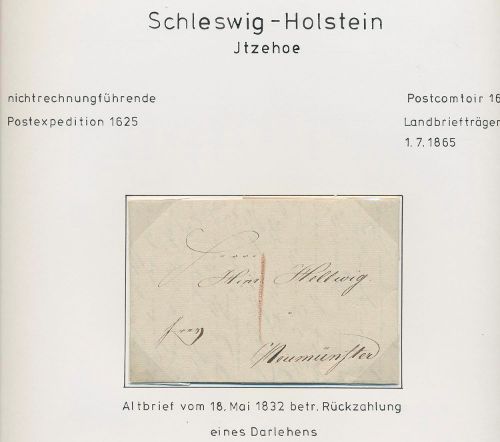 Schleswig-Holstein
Jtzehoe
nichtrechnungführende
Postexpedition 1625
Postcomtoir 16
Landbriefträger
1.7.1865
Herrn
Hinr Hellwig.
frey
Neumünster
Altbrief vom 18. Mai 1832 betr. Rückzahlung
eines Darlehens